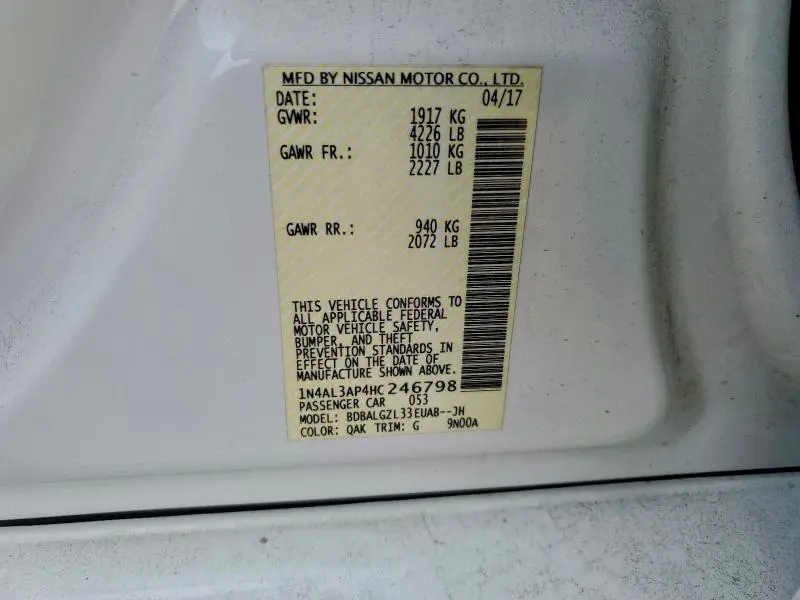 MFD BY NISSAN MOTOR CO., LTD.
DATE: 04/17
GVWR: 1917 KG
4226 LB
GAWR FR.: 1010 KG
2227 LB
GAWR RR.: 940 KG
2072 LB
THIS VEHICLE CONFORMS TO
ALL APPLICABLE FEDERAL
MOTOR VEHICLE SAFETY,
BUMPER, AND THEFT
PREVENTION STANDARDS IN
EFFECT ON THE DATE OF
MANUFACTURE SHOWN ABOVE.
1N4AL3AP4HC246798
PASSENGER CAR 053
MODEL: BDBALGZL33EUAB--JH
COLOR: QAK TRIM: G 9N00A